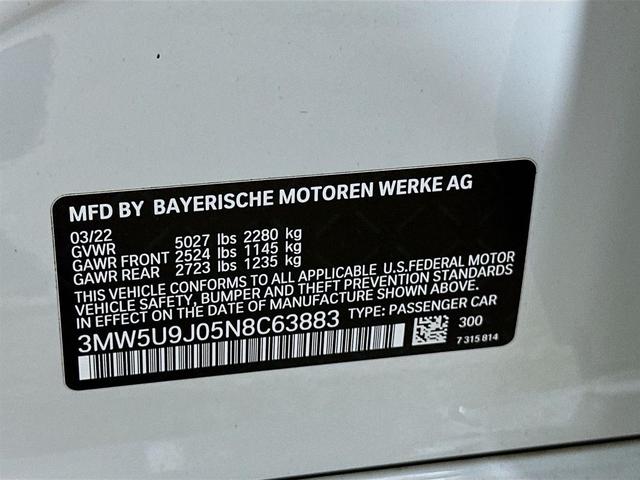 MFD BY BAYERISCHE MOTOREN WERKE AG
03/22
GVWR 5027 lbs 2280 kg
GAWR FRONT 2524 lbs 1145 kg
GAWR REAR 2723 lbs 1235 kg
THIS VEHICLE CONFORMS TO ALL APPLICABLE U.S.FEDERAL MOTOR
VEHICLE SAFETY, BUMPER AND THEFT PREVENTION STANDARDS
IN EFFECT ON THE DATE OF MANUFACTURE SHOWN ABOVE.
3MW5U9J05N8C63883 TYPE: PASSENGER CAR
300
7 315 814